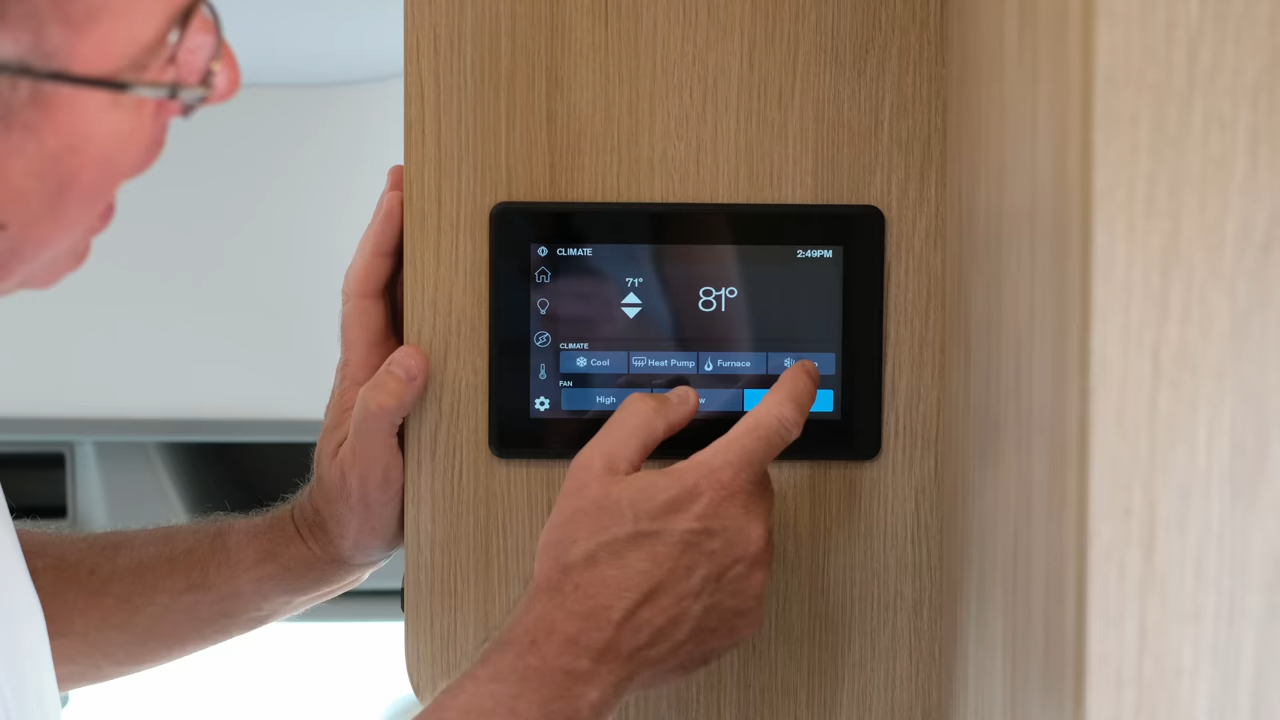 CLIMATE 2:49PM
71° 81°
CLIMATE
Cool Heat Pump Furnace
FAN
High